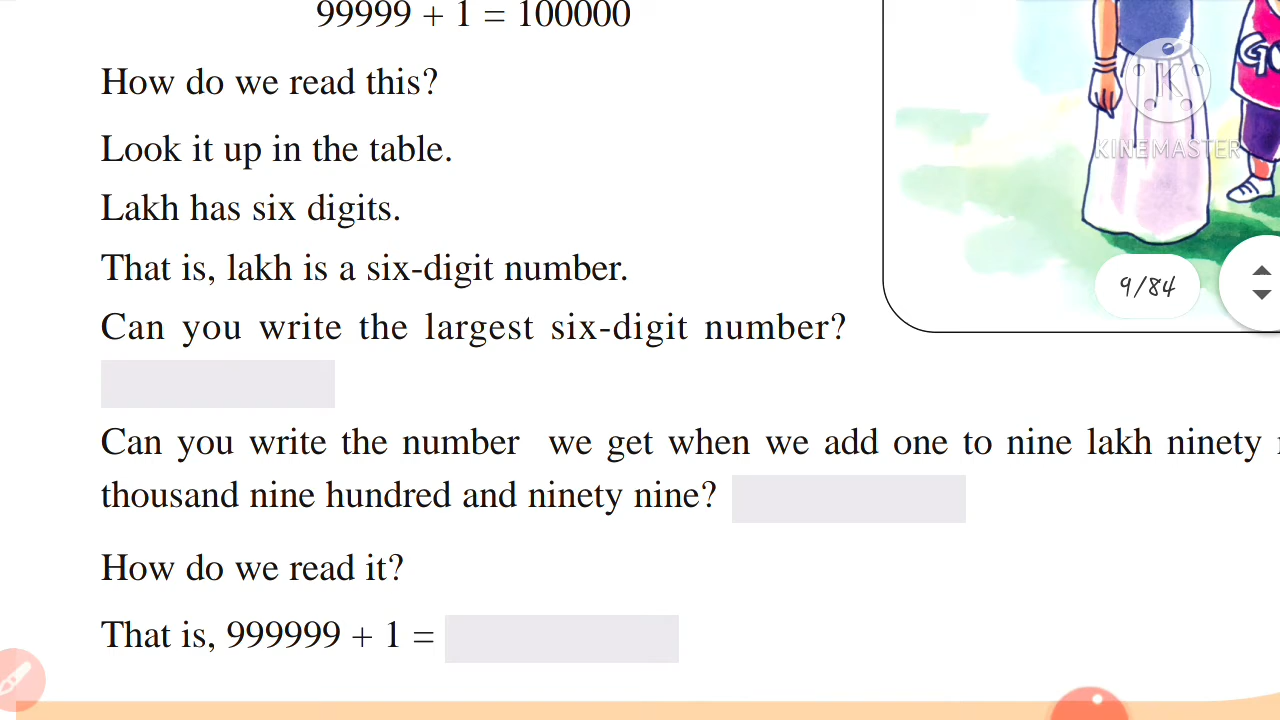 99999 + 1 = 100000
How do we read this?
Look it up in the table.
Lakh has six digits.
That is, lakh is a six-digit number.
Can you write the largest six-digit number?
Can you write the number we get when we add one to nine lakh ninety
thousand nine hundred and ninety nine?
How do we read it?
That is, 999999 + 1 =
K
KINEMASTER
9/84